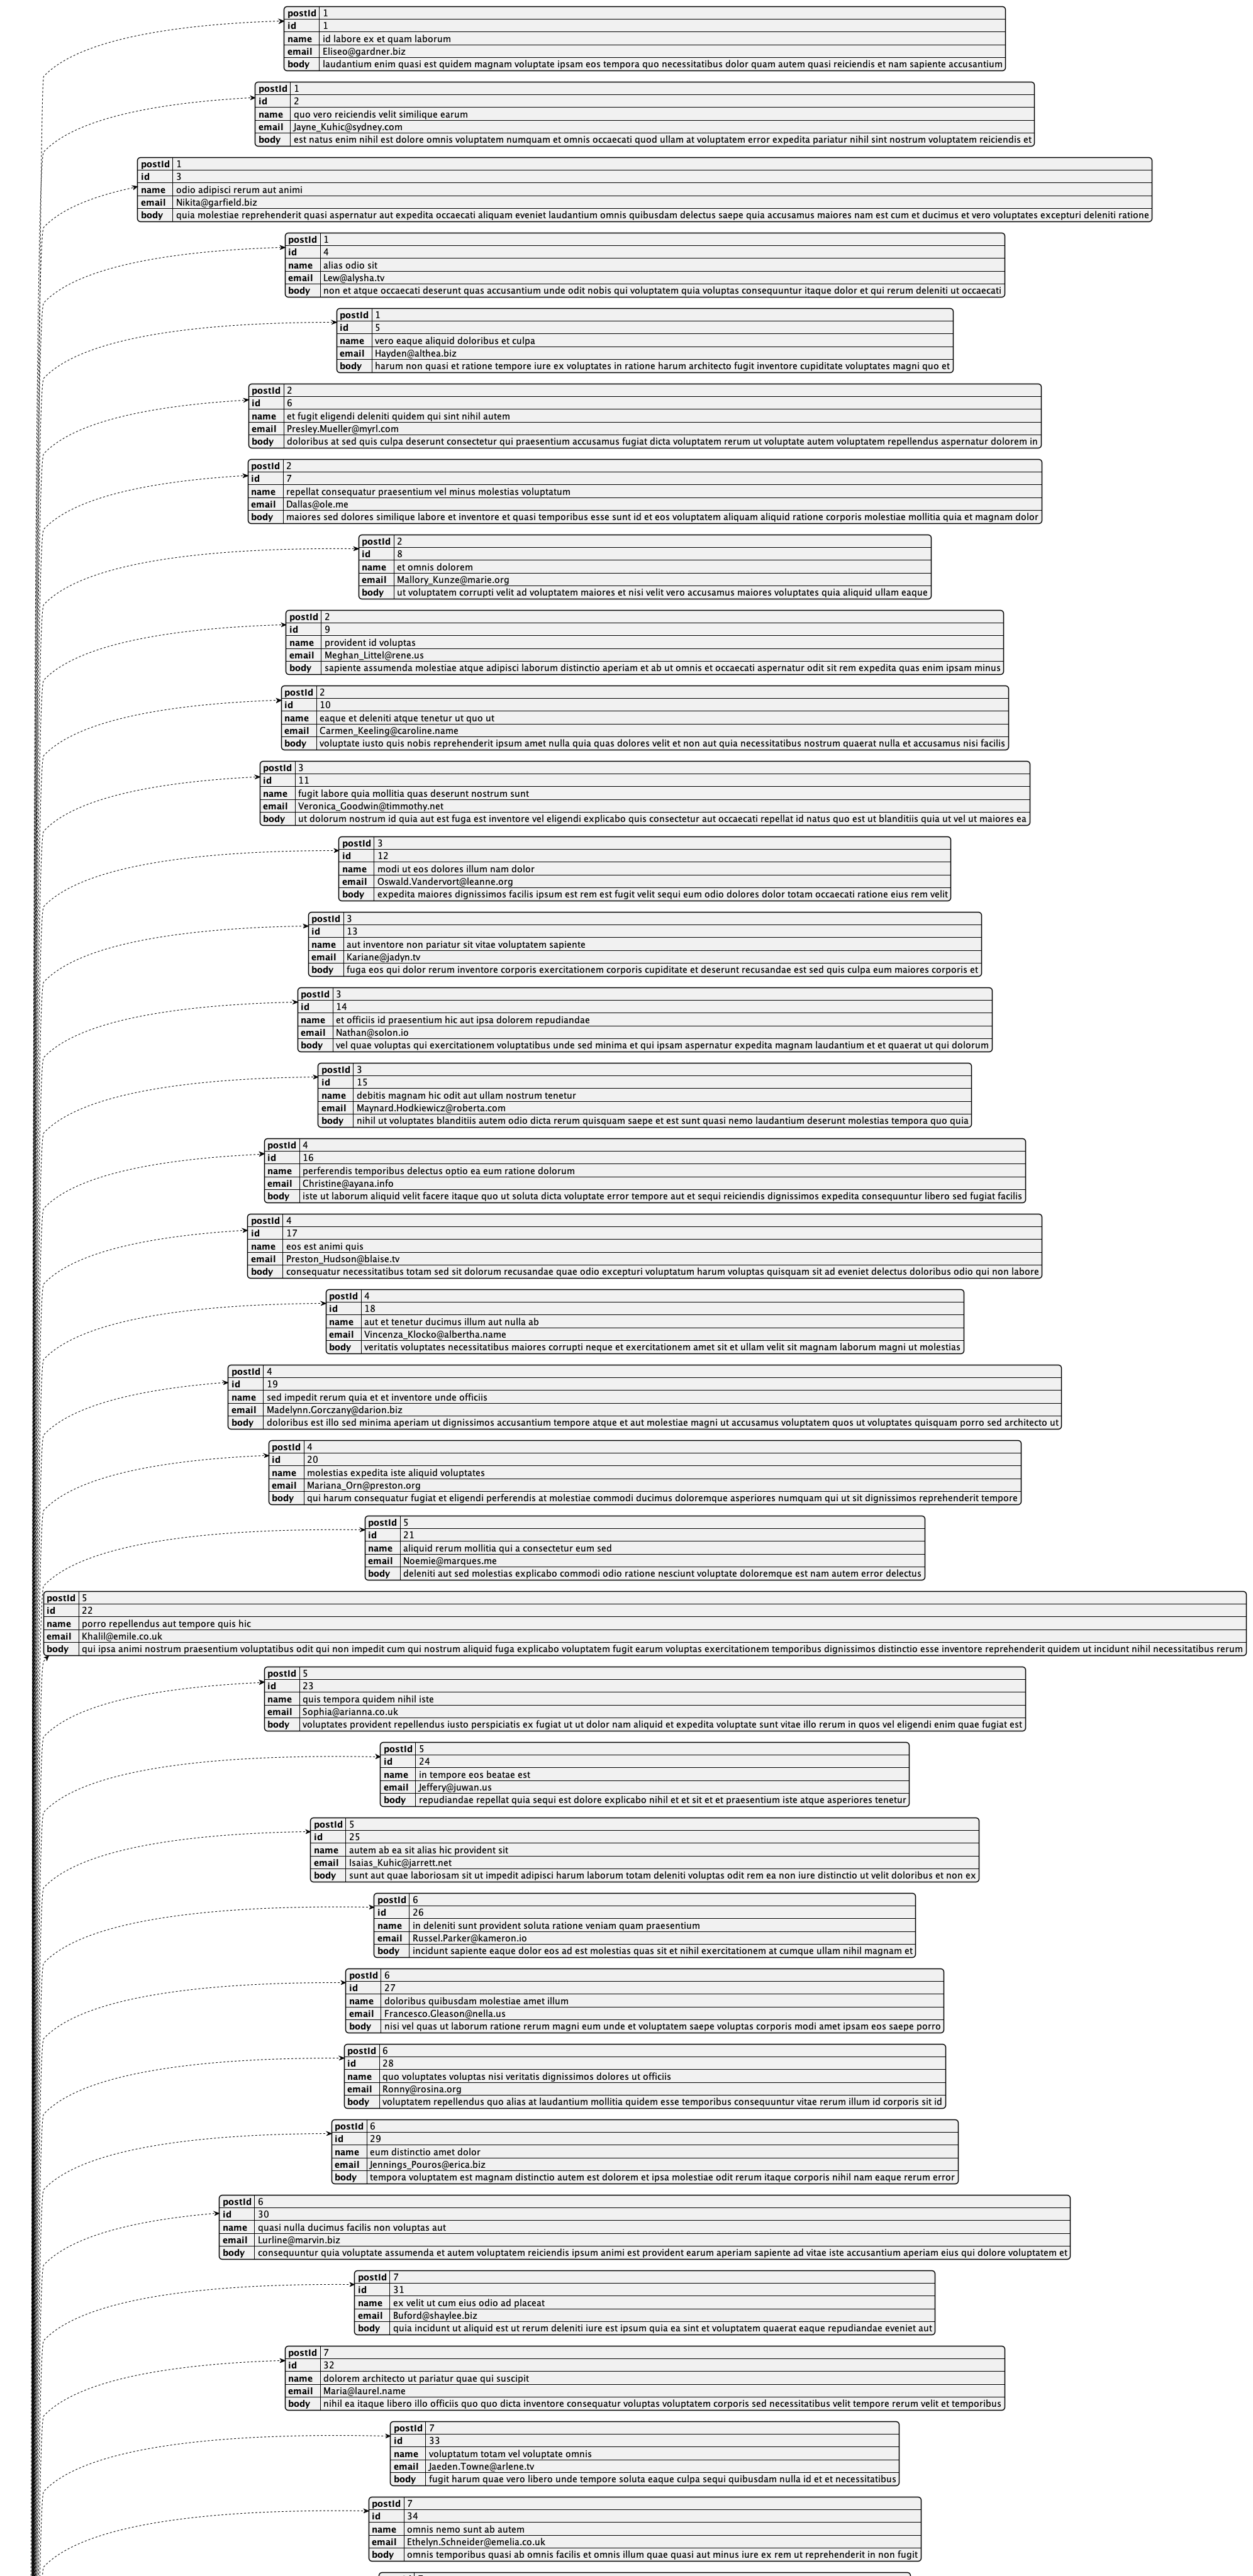 postId 1
id 1
name id labore ex et quam laborum
email Eliseo@gardner.biz
body laudantium enim quasi est quidem magnam voluptate ipsam eos tempora quo necessitatibus dolor quam autem quasi reiciendis et nam sapiente accusantium
postId 1
id 2
name quo vero reiciendis velit similique earum
email Jayne_Kuhic@sydney.com
body est natus enim nihil est dolore omnis voluptatem numquam et omnis occaecati quod ullam at voluptatem error expedita pariatur nihil sint nostrum voluptatem reiciendis et
postId 1
id 3
name odio adipisci rerum aut animi
email Nikita@garfield.biz
body quia molestiae reprehenderit quasi aspernatur aut expedita occaecati aliquam eveniet laudantium omnis quibusdam delectus saepe quia accusamus maiores nam est cum et ducimus et vero voluptates excepturi deleniti ratione
postId 1
id 4
name alias odio sit
email Lew@alysha.tv
body non et atque occaecati deserunt quas accusantium unde odit nobis qui voluptatem quia voluptas consequuntur itaque dolor et qui rerum deleniti ut occaecati
postId 1
id 5
name vero eaque aliquid doloribus et culpa
email Hayden@althea.biz
body harum non quasi et ratione tempore iure ex voluptates in ratione harum architecto fugit inventore cupiditate voluptates magni quo et
postId 2
id 6
name et fugit eligendi deleniti quidem qui sint nihil autem
email Presley.Mueller@myrl.com
body doloribus at sed quis culpa deserunt consectetur qui praesentium accusamus fugiat dicta voluptatem rerum ut voluptate autem voluptatem repellendus aspernatur dolorem in
postId 2
id 7
name repellat consequatur praesentium vel minus molestias voluptatum
email Dallas@ole.me
body maiores sed dolores similique labore et inventore et quasi temporibus esse sunt id et eos voluptatem aliquam aliquid ratione corporis molestiae mollitia quia et magnam dolor
postId 2
id 8
name et omnis dolorem
email Mallory_Kunze@marie.org
body ut voluptatem corrupti velit ad voluptatem maiores et nisi velit vero accusamus maiores voluptates quia aliquid ullam eaque
postId 2
id 9
name provident id voluptas
email Meghan_Littel@rene.us
body sapiente assumenda molestiae atque adipisci laborum distinctio aperiam et ab ut omnis et occaecati aspernatur odit sit rem expedita quas enim ipsam minus
postId 2
id 10
name eaque et deleniti atque tenetur ut quo ut
email Carmen_Keeling@caroline.name
body voluptate iusto quis nobis reprehenderit ipsum amet nulla quia quas dolores velit et non aut quia necessitatibus nostrum quaerat nulla et accusamus nisi facilis
postId 3
id 11
name fugit labore quia mollitia quas deserunt nostrum sunt
email Veronica_Goodwin@timmothy.net
body ut dolorum nostrum id quia aut est fuga est inventore vel eligendi explicabo quis consectetur aut occaecati repellat id natus quo est ut blanditiis quia ut vel ut maiores ea
postId 3
id 12
name modi ut eos dolores illum nam dolor
email Oswald.Vandervort@leanne.org
body expedita maiores dignissimos facilis ipsum est rem est fugit velit sequi eum odio dolores dolor totam occaecati ratione eius rem velit
postId 3
id 13
name aut inventore non pariatur sit vitae voluptatem sapiente
email Kariane@jadyn.tv
body fuga eos qui dolor rerum inventore corporis exercitationem corporis cupiditate et deserunt recusandae est sed quis culpa eum maiores corporis et
postId 3
id 14
name et officiis id praesentium hic aut ipsa dolorem repudiandae
email Nathan@solon.io
body vel quae voluptas qui exercitationem voluptatibus unde sed minima et qui ipsam aspernatur expedita magnam laudantium et et quaerat ut qui dolorum
postId 3
id 15
name debitis magnam hic odit aut ullam nostrum tenetur
email Maynard.Hodkiewicz@roberta.com
body nihil ut voluptates blanditiis autem odio dicta rerum quisquam saepe et est sunt quasi nemo laudantium deserunt molestias tempora quo quia
postId 4
id 16
name perferendis temporibus delectus optio ea eum ratione dolorum
email Christine@ayana.info
body iste ut laborum aliquid velit facere itaque quo ut soluta dicta voluptate error tempore aut et sequi reiciendis dignissimos expedita consequuntur libero sed fugiat facilis
postId 4
id 17
name eos est animi quis
email Preston_Hudson@blaise.tv
body consequatur necessitatibus totam sed sit dolorum recusandae quae odio excepturi voluptatum harum voluptas quisquam sit ad eveniet delectus doloribus odio qui non labore
postId 4
id 18
name aut et tenetur ducimus illum aut nulla ab
email Vincenza_Klocko@albertha.name
body veritatis voluptates necessitatibus maiores corrupti neque et exercitationem amet sit et ullam velit sit magnam laborum magni ut molestias
postId 4
id 19
name sed impedit rerum quia et et inventore unde officiis
email Madelynn.Gorczany@darion.biz
body doloribus est illo sed minima aperiam ut dignissimos accusantium tempore atque et aut molestiae magni ut accusamus voluptatem quos ut voluptates quisquam porro sed architecto ut
postId 4
id 20
name molestias expedita iste aliquid voluptates
email Mariana_Orn@preston.org
body qui harum consequatur fugiat et eligendi perferendis at molestiae commodi ducimus doloremque asperiores numquam qui ut sit dignissimos reprehenderit tempore
postId 5
id 21
name aliquid rerum mollitia qui a consectetur eum sed
email Noemie@marques.me
body deleniti aut sed molestias explicabo commodi odio ratione nesciunt voluptate doloremque est nam autem error delectus
postId 5
id 22
name porro repellendus aut tempore quis hic
email Khalil@emile.co.uk
body qui ipsa animi nostrum praesentium voluptatibus odit qui non impedit cum qui nostrum aliquid fuga explicabo voluptatem fugit earum voluptas exercitationem temporibus dignissimos distinctio esse inventore reprehenderit quidem ut incidunt nihil necessitatibus rerum
postId 5
id 23
name quis tempora quidem nihil iste
email Sophia@arianna.co.uk
body voluptates provident repellendus iusto perspiciatis ex fugiat ut ut dolor nam aliquid et expedita voluptate sunt vitae illo rerum in quos vel eligendi enim quae fugiat est
postId 5
id 24
name in tempore eos beatae est
email Jeffery@juwan.us
body repudiandae repellat quia sequi est dolore explicabo nihil et et sit et et praesentium iste atque asperiores tenetur
postId 5
id 25
name autem ab ea sit alias hic provident sit
email Isaias_Kuhic@jarrett.net
body sunt aut quae laboriosam sit ut impedit adipisci harum laborum totam deleniti voluptas odit rem ea non iure distinctio ut velit doloribus et non ex
postId 6
id 26
name in deleniti sunt provident soluta ratione veniam quam praesentium
email Russel.Parker@kameron.io
body incidunt sapiente eaque dolor eos ad est molestias quas sit et nihil exercitationem at cumque ullam nihil magnam et
postId 6
id 27
name doloribus quibusdam molestiae amet illum
email Francesco.Gleason@nella.us
body nisi vel quas ut laborum ratione rerum magni eum unde et voluptatem saepe voluptas corporis modi amet ipsam eos saepe porro
postId 6
id 28
name quo voluptates voluptas nisi veritatis dignissimos dolores ut officiis
email Ronny@rosina.org
body voluptatem repellendus quo alias at laudantium mollitia quidem esse temporibus consequuntur vitae rerum illum id corporis sit id
postId 6
id 29
name eum distinctio amet dolor
email Jennings_Pouros@erica.biz
body tempora voluptatem est magnam distinctio autem est dolorem et ipsa molestiae odit rerum itaque corporis nihil nam eaque rerum error
postId 6
id 30
name quasi nulla ducimus facilis non voluptas aut
email Lurline@marvin.biz
body consequuntur quia voluptate assumenda et autem voluptatem reiciendis ipsum animi est provident earum aperiam sapiente ad vitae iste accusantium aperiam eius qui dolore voluptatem et
postId 7
id 31
name ex velit ut cum eius odio ad placeat
email Buford@shaylee.biz
body quia incidunt ut aliquid est ut rerum deleniti iure est ipsum quia ea sint et voluptatem quaerat eaque repudiandae eveniet aut
postId 7
id 32
name dolorem architecto ut pariatur quae qui suscipit
email Maria@laurel.name
body nihil ea itaque libero illo officiis quo quo dicta inventore consequatur voluptas voluptatem corporis sed necessitatibus velit tempore rerum velit et temporibus
postId 7
id 33
name voluptatum totam vel voluptate omnis
email Jaeden.Towne@arlene.tv
body fugit harum quae vero libero unde tempore soluta eaque culpa sequi quibusdam nulla id et et necessitatibus
postId 7
id 34
name omnis nemo sunt ab autem
email Ethelyn.Schneider@emelia.co.uk
body omnis temporibus quasi ab omnis facilis et omnis illum quae quasi aut minus iure ex rem ut reprehenderit in non fugit